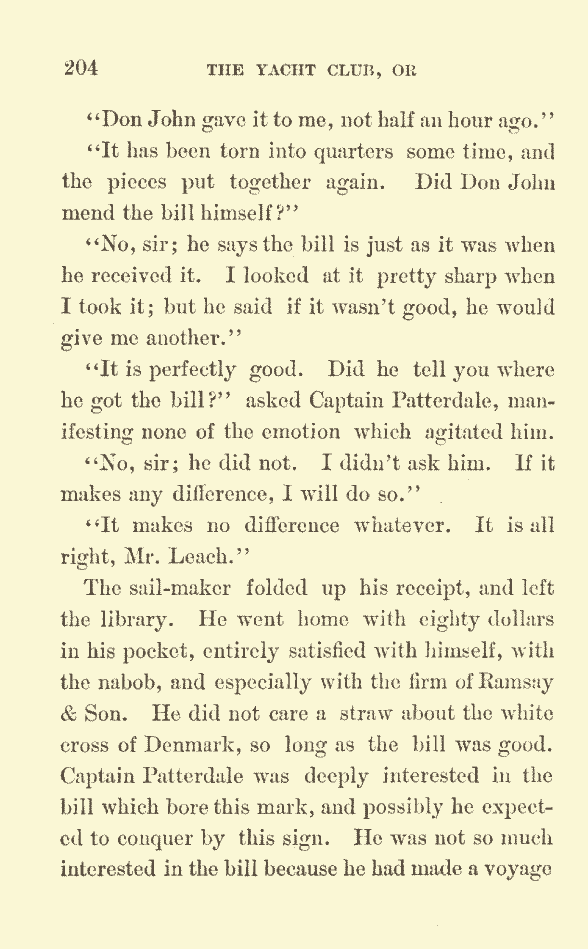 204 THE YACHT CLUB, OR
"Don John gave it to me, not half an hour ago."
"It has been torn into quarters some time, and
the pieces put together again. Did Don John
mend the bill himself?"
"No, sir; he says the bill is just as it was when
he received it. I looked at it pretty sharp when
I took it; but he said if it wasn't good, he would
give me another."
"It is perfectly good. Did he tell you where
he got the bill?" asked Captain Patterdale, man-
ifesting none of the emotion which agitated him.
"No, sir; he did not. I didn't ask him. If it
makes any difference, I will do so."
"It makes no difference whatever. It is all
right, Mr. Leach."
The sail-maker folded up his receipt, and left
the library. He went home with eighty dollars
in his pocket, entirely satisfied with himself, with
the nabob, and especially with the firm of Ramsay
& Son. He did not care a straw about the white
cross of Denmark, so long as the bill was good.
Captain Patterdale was deeply interested in the
bill which bore this mark, and possibly he expect-
ed to conquer by this sign. He was not so much
interested in the bill because he had made a voyage